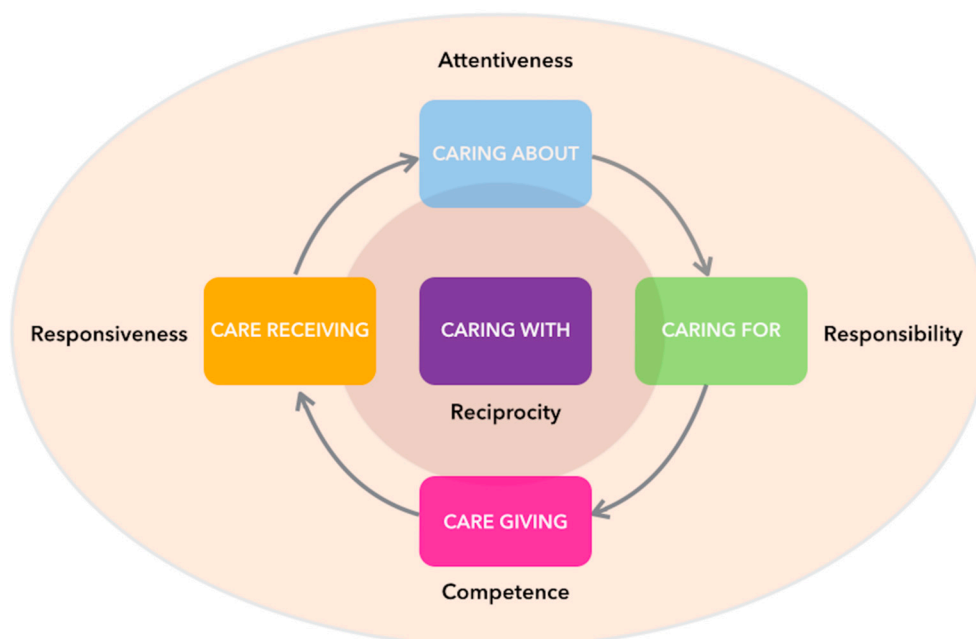 Attentiveness
CARING ABOUT
Responsiveness
CARE RECEIVING
CARING WITH
CARING FOR
Responsibility
Reciprocity
CARE GIVING
Competence